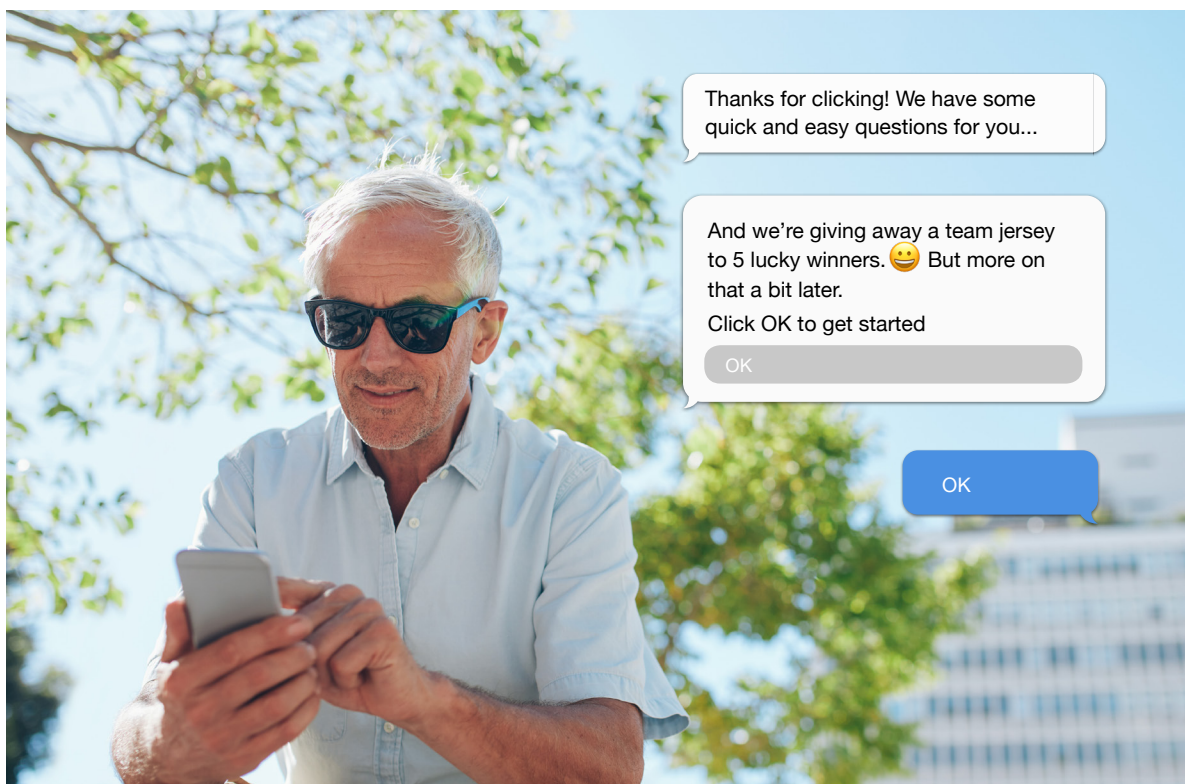 Thanks for clicking! We have some
quick and easy questions for you...
And we’re giving away a team jersey
to 5 lucky winners.😀 But more on
that a bit later.
Click OK to get started
OK
OK